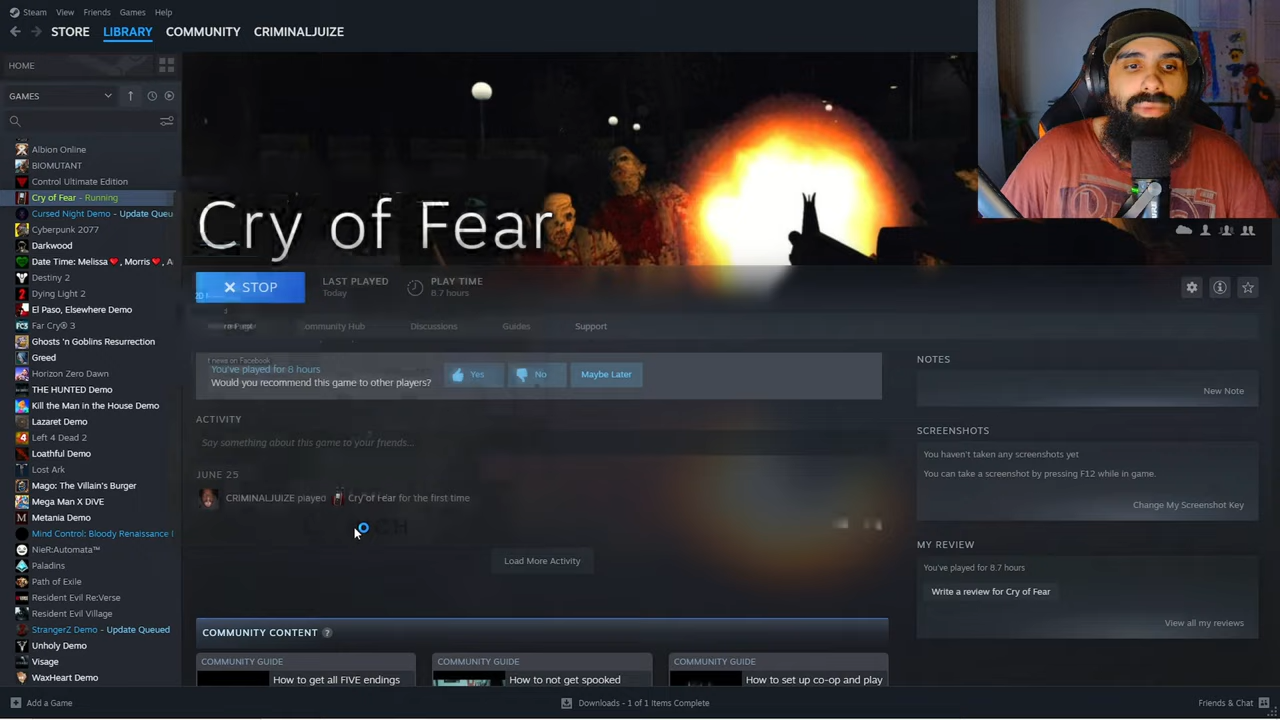 Steam View Friends Games Help
STORE LIBRARY COMMUNITY CRIMINALJUIZE
HOME
GAMES
Albion Online
BIOMUTANT
Control Ultimate Edition
Cry of Fear - Running
Cursed Night Demo - Update Queu
Cyberpunk 2077
Darkwood
Date Time: Melissa❤️, Morris❤️, A
Destiny 2
Dying Light 2
El Paso, Elsewhere Demo
Far Cry® 3
Ghosts 'n Goblins Resurrection
Greed
Horizon Zero Dawn
THE HUNTED Demo
Kill the Man in the House Demo
Lazaret Demo
Left 4 Dead 2
Loathful Demo
Lost Ark
Mago: The Villain's Burger
Mega Man X DiVE
Metania Demo
Mind Control: Bloody Renaissance
NieR:Automata™
Paladins
Path of Exile
Resident Evil Re:Verse
Resident Evil Village
StrangerZ Demo - Update Queued
Unholy Demo
Visage
WaxHeart Demo
Cry of Fear
STOP
LAST PLAYED
Today
PLAY TIME
8.7 hours
Community Hub Discussions Guides Support
news on Facebook
You've played for 8 hours
Would you recommend this game to other players?
Yes No Maybe Later
ACTIVITY
Say something about this game to your friends...
JUNE 25
CRIMINALJUIZE played Cry of Fear for the first time
Load More Activity
COMMUNITY CONTENT ?
COMMUNITY GUIDE
How to get all FIVE endings
COMMUNITY GUIDE
How to not get spooked
COMMUNITY GUIDE
How to set up co-op and play
NOTES
New Note
SCREENSHOTS
You haven't taken any screenshots yet
You can take a screenshot by pressing F12 while in game.
Change My Screenshot Key
MY REVIEW
You've played for 8.7 hours
Write a review for Cry of Fear
View all my reviews
Add a Game
Downloads - 1 of 1 Items Complete
Friends & Chat